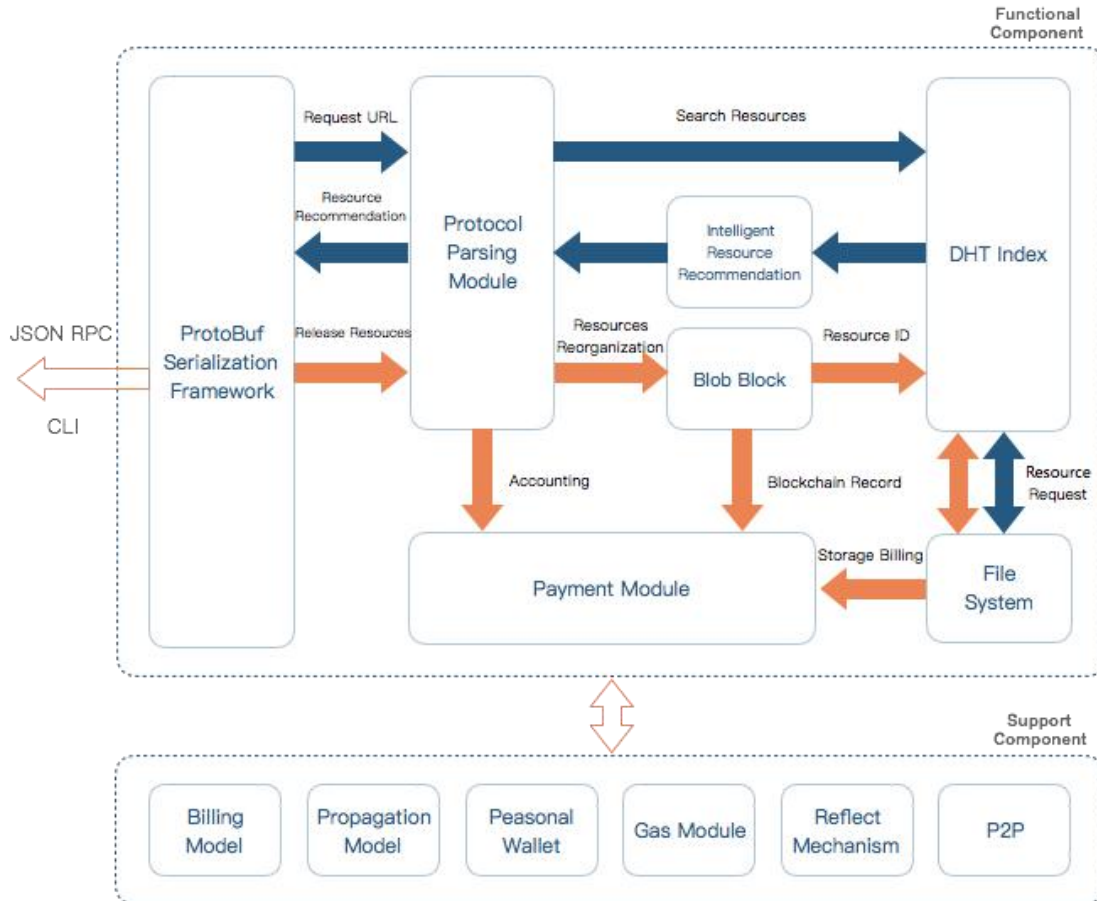 Functional
Component
Request URL
Search Resources
Resource
Recommendation
Protocol
Parsing
Module
Intelligent
Resource
Recommendation
DHT Index
JSON RPC
CLI
ProtoBuf
Serialization
Framework
Release Resouces
Resources
Reorganization
Blob Block
Resource ID
Accounting
Blockchain Record
Resource
Request
Payment Module
Storage Billing
File
System
Support
Component
Billing
Model
Propagation
Model
Peasonal
Wallet
Gas Module
Reflect
Mechanism
P2P